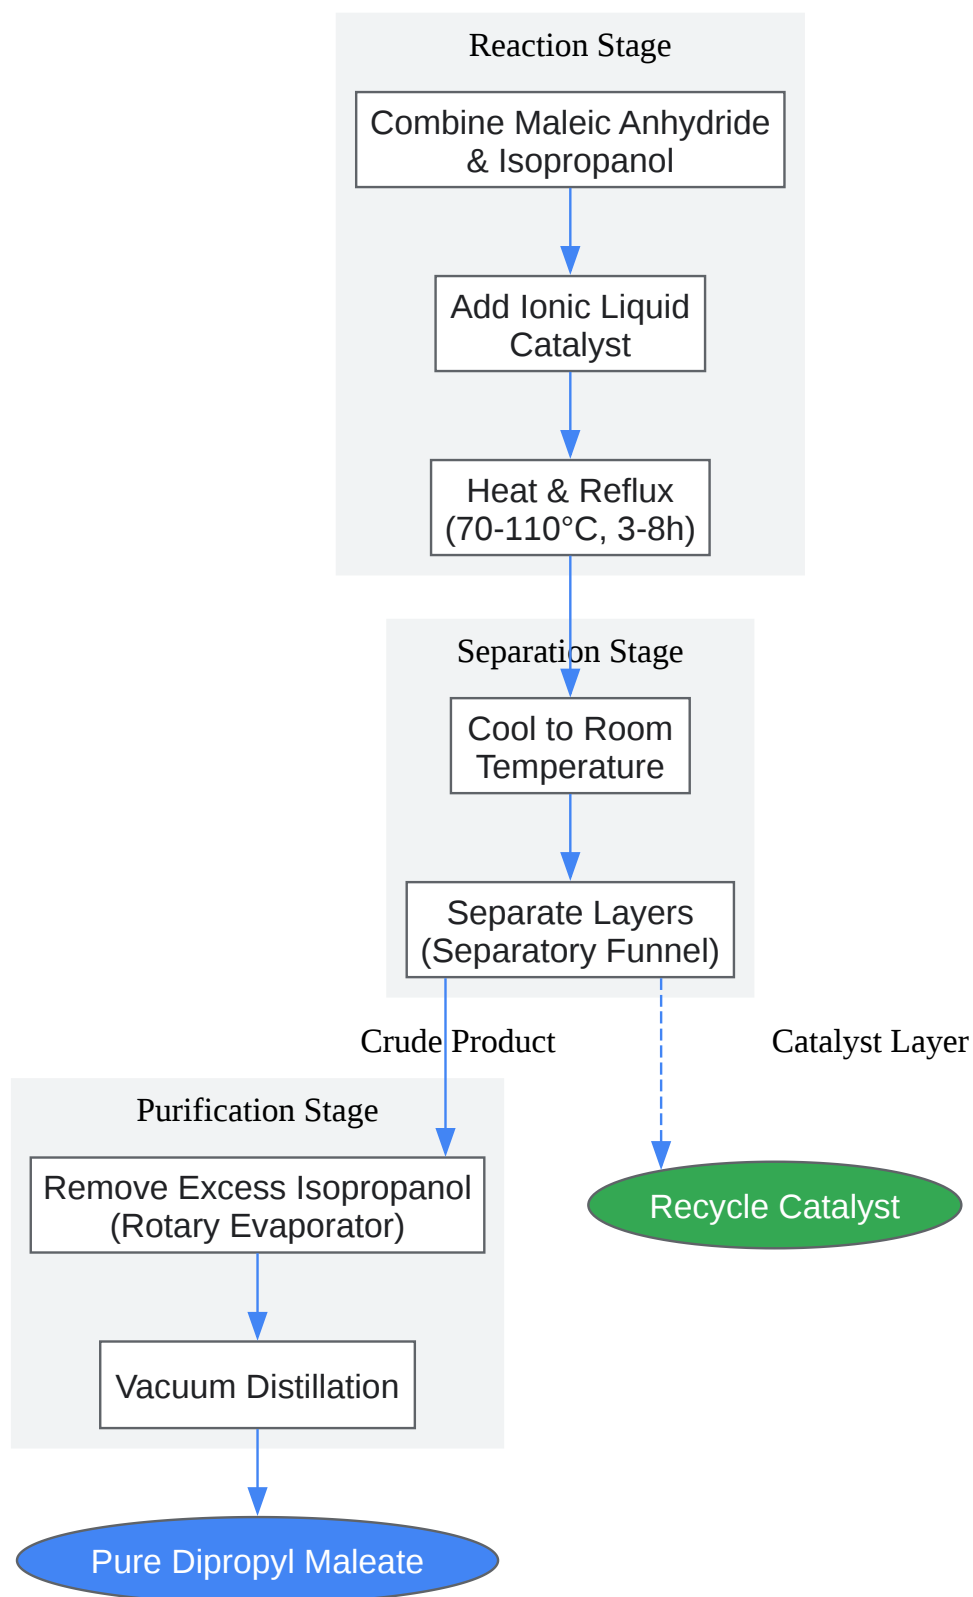 Reaction Stage
Combine Maleic Anhydride
& Isopropanol
Add Ionic Liquid
Catalyst
Heat & Reflux
(70-110°C, 3-8h)
Separation Stage
Cool to Room
Temperature
Separate Layers
(Separatory Funnel)
Crude Product
Catalyst Layer
Purification Stage
Remove Excess Isopropanol
(Rotary Evaporator)
Recycle Catalyst
Vacuum Distillation
Pure Dipropyl Maleate